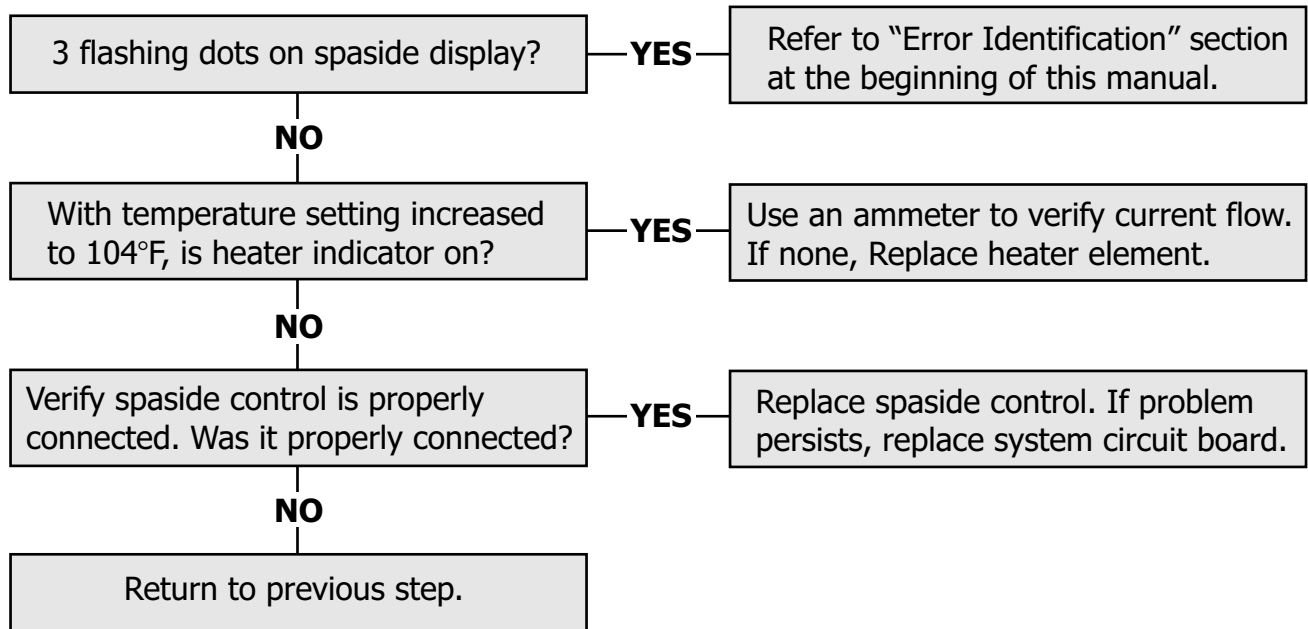 3 flashing dots on spaside display?
YES
Refer to “Error Identification” section
at the beginning of this manual.
NO
With temperature setting increased
to 104°F, is heater indicator on?
YES
Use an ammeter to verify current flow.
If none, Replace heater element.
NO
Verify spaside control is properly
connected. Was it properly connected?
YES
Replace spaside control. If problem
persists, replace system circuit board.
NO
Return to previous step.